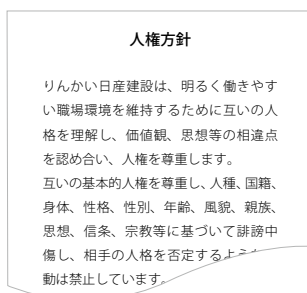 人権方針
りんかい日産建設は、明るく働きやす
い職場環境を維持するために互いの人
格を理解し、価値観、思想等の相違点
を認め合い、人権を尊重します。
互いの基本的人権を尊重し、人種、国籍、
身体、性格、性別、年齢、風貌、親族、
思想、信条、宗教等に基づいて誹謗中
傷し、相手の人格を否定するよう
動は禁止しています。